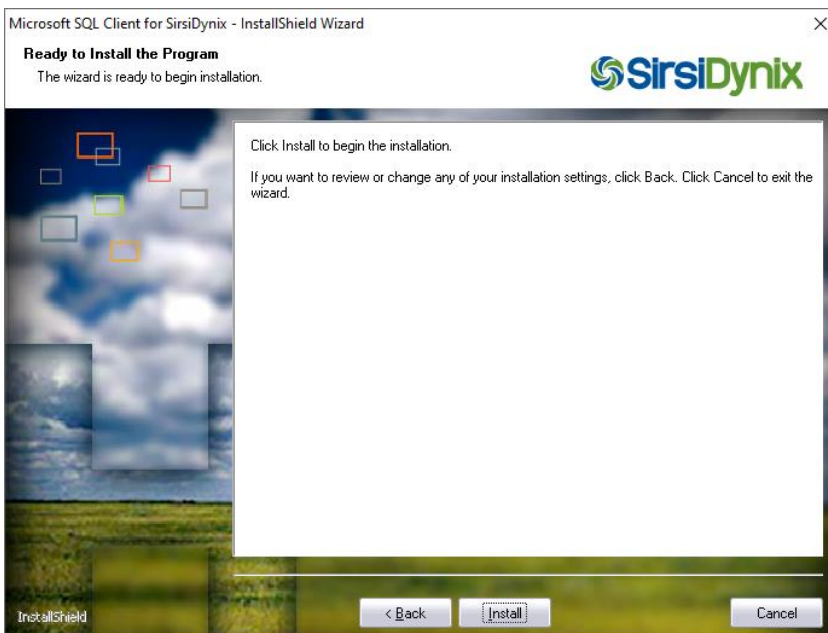 Microsoft SQL Client for SirsiDynix - InstallShield Wizard
Ready to Install the Program
The wizard is ready to begin installation.
SirsiDynix
Click Install to begin the installation.
If you want to review or change any of your installation settings, click Back. Click Cancel to exit the
wizard.
InstallShield
< Back
Install
Cancel